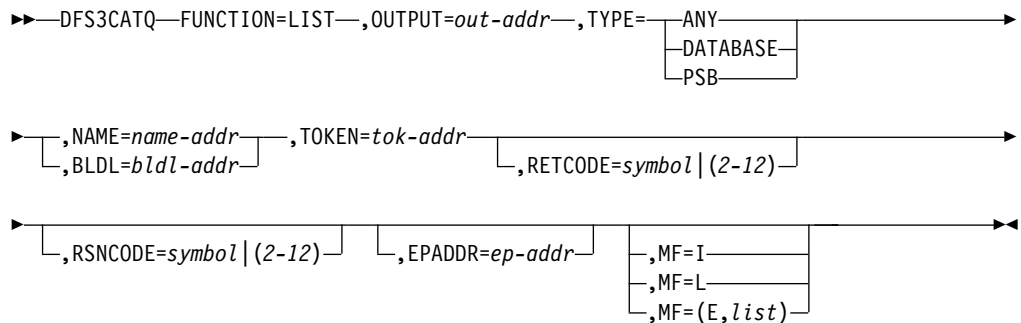 DFS3CATQ FUNCTION=LIST ,OUTPUT=out-addr ,TYPE= ANY
DATABASE
PSB
,NAME=name-addr ,TOKEN=tok-addr
,BLDL=bldl-addr ,RETCODE=symbol|(2-12)
,RSNCODE=symbol|(2-12) ,EPADDR=ep-addr ,MF=I
,MF=L
,MF=(E,list)